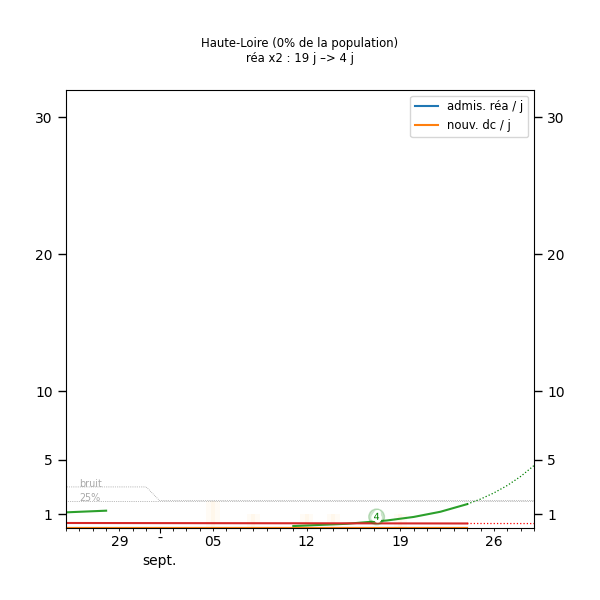 Haute-Loire (0% de la population)
réa x2 : 19 j –> 4 j
admis. réa / j
nouv. dc / j
30 30
20 20
10 10
5 5
bruit
25%
4
1 1
29 - 05 12 19 26
sept.